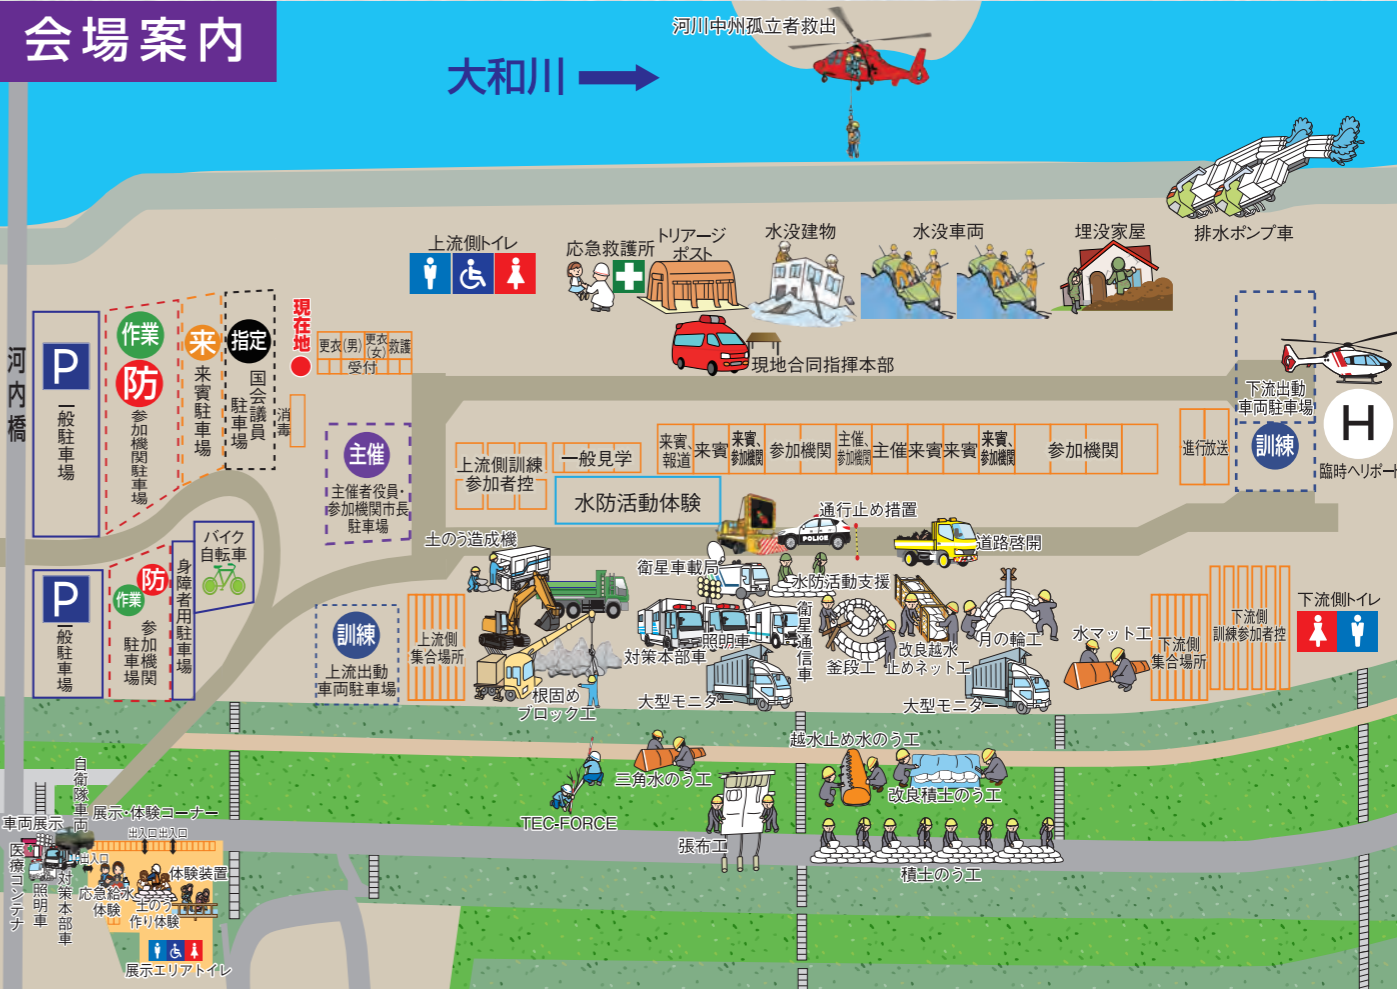 会場案内
河川中州孤立者救出
大和川
排水ポンプ車
上流側トイレ
応急救護所
トリアージ
ポスト
水没建物
水没車両
埋没家屋
現地合同指揮本部
河内橋
P
一般駐車場
作業
防
参加機関駐車場
来
来賓駐車場
指定
国会議員
駐車場
現在地
更衣(男)
更衣(女)
救護
受付
消毒
主催
主催者役員・
参加機関市長
駐車場
上流側訓練
参加者控
一般見学
水防活動体験
来賓、
報道
来賓
来賓、
参加機関
参加機関
主催、
参加機関
主催
来賓
来賓
来賓、
参加機関
参加機関
進行
放送
下流出動
車両駐車場
訓練
H
臨時ヘリポート
P
一般駐車場
防
作業
参加機関
駐車場
身障者用駐車場
バイク
自転車
訓練
上流出動
車両駐車場
上流側
集合場所
土のう造成機
衛星車載局
POLICE
通行止め措置
道路啓開
水防活動支援
対策本部車
照明車
衛星通信車
釜段工
改良越水
止めネット工
月の輪工
水マット工
下流側
集合場所
下流側
訓練参加者控
下流側トイレ
根固め
ブロック工
大型モニター
大型モニター
三角水のう工
TEC-FORCE
越水止め水のう工
改良積土のう工
張布工
積土のう工
自衛隊車両
車両展示
展示・体験コーナー
出入口
出入口
出入口
医療コンテナ
照明車
対策本部車
応急給水
体験
土のう
作り体験
体験装置
展示エリアトイレ